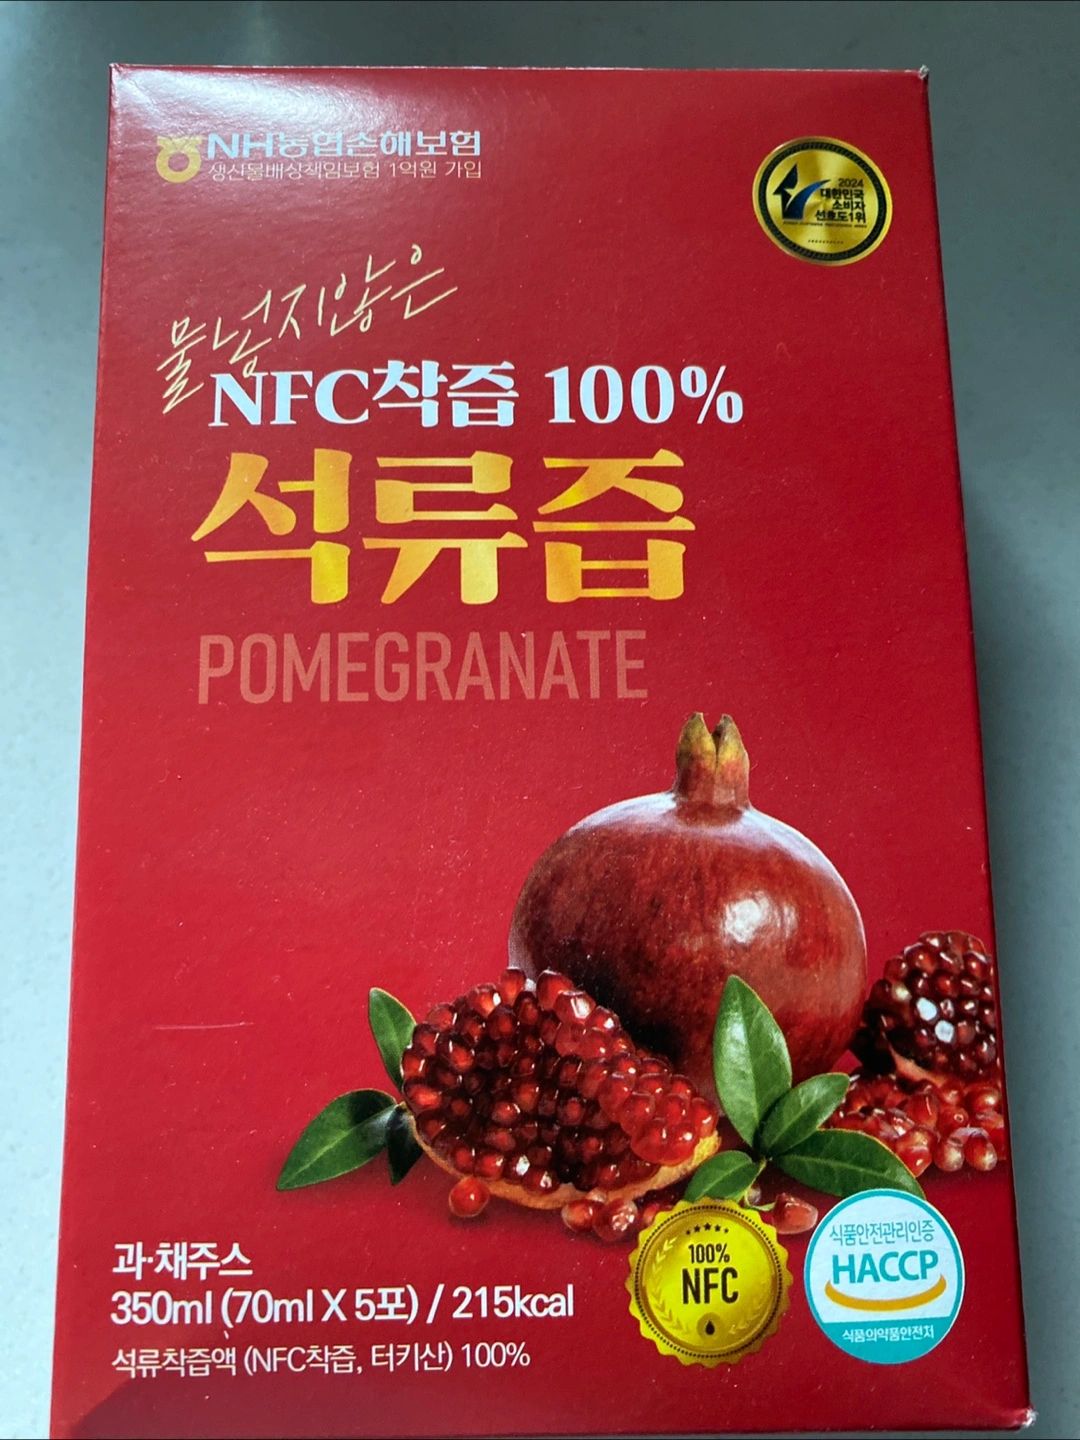 NH농협손해보험
생산물배상책임보험 1억원 가입
2024
대한민국
소비자
선호도1위
물 넣지 않은
NFC착즙 100%
석류즙
POMEGRANATE
100%
NFC
식품안전관리인증
HACCP
식품의약품안전처
과·채주스
350ml (70ml X 5포) / 215kcal
석류착즙액 (NFC착즙, 터키산) 100%